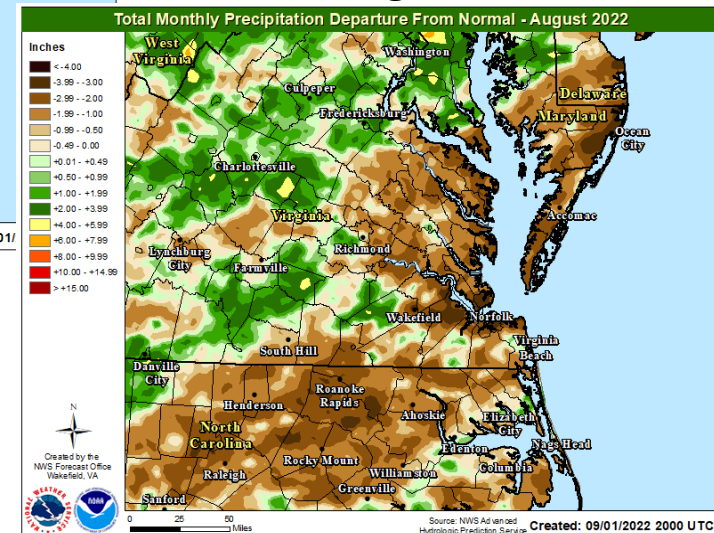 Total Monthly Precipitation Departure From Normal - August 2022
Inches
< -4.00
-3.99 - -3.00
-2.99 - -2.00
-1.99 - -1.00
-0.99 - -0.50
-0.49 - 0.00
+0.01 - +0.49
+0.50 - +0.99
+1.00 - +1.99
+2.00 - +3.99
+4.00 - +5.99
+6.00 - +7.99
+8.00 - +9.99
+10.00 - +14.99
> +15.00
01/
West
Virginia
Washington
Culpeper
Fredericksburg
Delaware
Maryland
Ocean
City
Charlottesville
Virginia
Accomac
Richmond
Lynchburg
City
Farmville
Wakefield
Norfolk
Virginia
Beach
South Hill
Danville
City
Roanoke
Rapids
Henderson
Ahoskie
Elizabeth
City
North
Carolina
Edenton
Nags Head
Rocky Mount
Columbia
Raleigh
Williamston
Greenville
Sanford
N
Created by the
NWS Forecast Office
Wakefield, VA
NATIONAL WEATHER SERVICE
NOAA
0 25 50
Miles
Source: NWS Advanced
Hydrologic Prediction Service
Created: 09/01/2022 2000 UTC